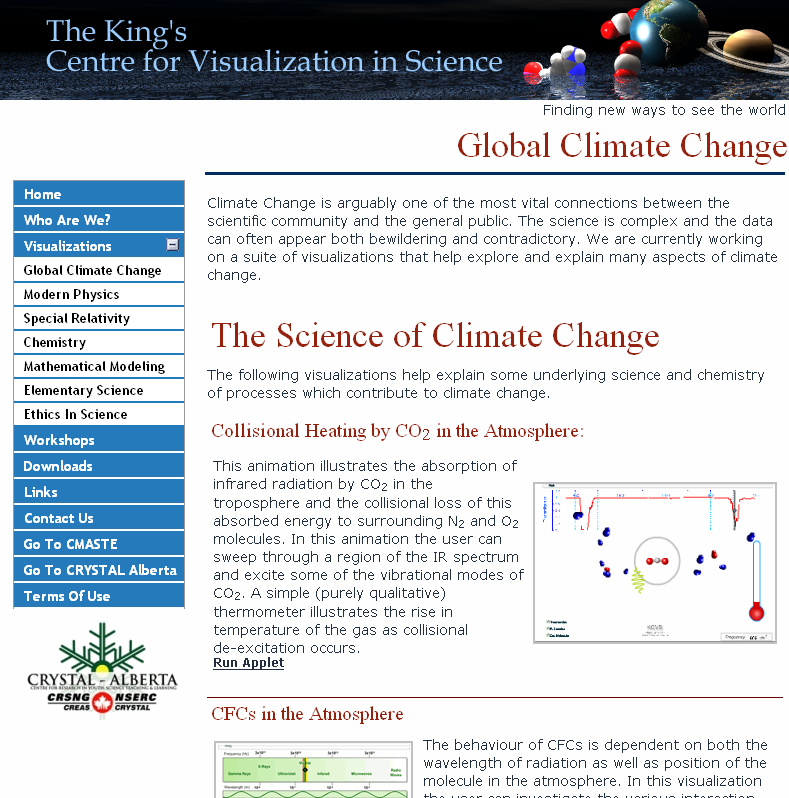 The King's
Centre for Visualization in Science
Finding new ways to see the world
Global Climate Change
Home
Who Are We?
Visualizations
Global Climate Change
Modern Physics
Special Relativity
Chemistry
Mathematical Modeling
Elementary Science
Ethics In Science
Workshops
Downloads
Links
Contact Us
Go To CMASTE
Go To CRYSTAL Alberta
Terms Of Use
CRYSTAL - ALBERTA
CENTRE FOR RESEARCH IN YOUTH, SCIENCE TEACHING & LEARNING
CRSNG NSERC
CREAS CRYSTAL
Climate Change is arguably one of the most vital connections between the
scientific community and the general public. The science is complex and the data
can often appear both bewildering and contradictory. We are currently working
on a suite of visualizations that help explore and explain many aspects of climate
change.
The Science of Climate Change
The following visualizations help explain some underlying science and chemistry
of processes which contribute to climate change.
Collisional Heating by CO2 in the Atmosphere:
This animation illustrates the absorption of
infrared radiation by CO2 in the
troposphere and the collisional loss of this
absorbed energy to surrounding N2 and O2
molecules. In this animation the user can
sweep through a region of the IR spectrum
and excite some of the vibrational modes of
CO2. A simple (purely qualitative)
thermometer illustrates the rise in
temperature of the gas as collisional
de-excitation occurs.
Run Applet
KCVS
Frequency
CFCs in the Atmosphere
Frequency (Hz)
X-Rays
Gamma Rays Ultraviolet Infrared Microwaves Radio
Waves
Wavelength (m)
The behaviour of CFCs is dependent on both the
wavelength of radiation as well as position of the
molecule in the atmosphere. In this visualization
the user can investigate the various interaction